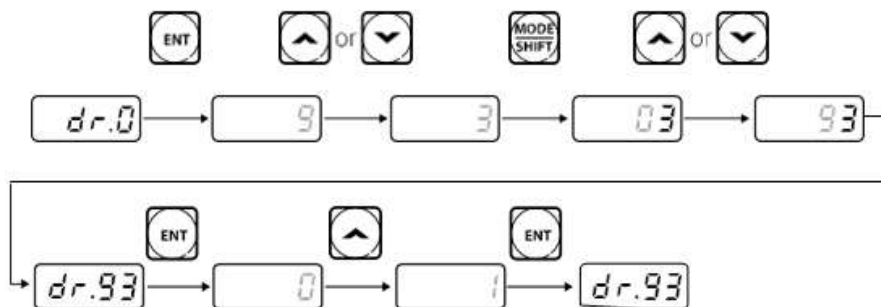 ENT or MODE SHIFT or
dr.0 9 3 03 93
ENT ENT
dr.93 0 1 dr.93